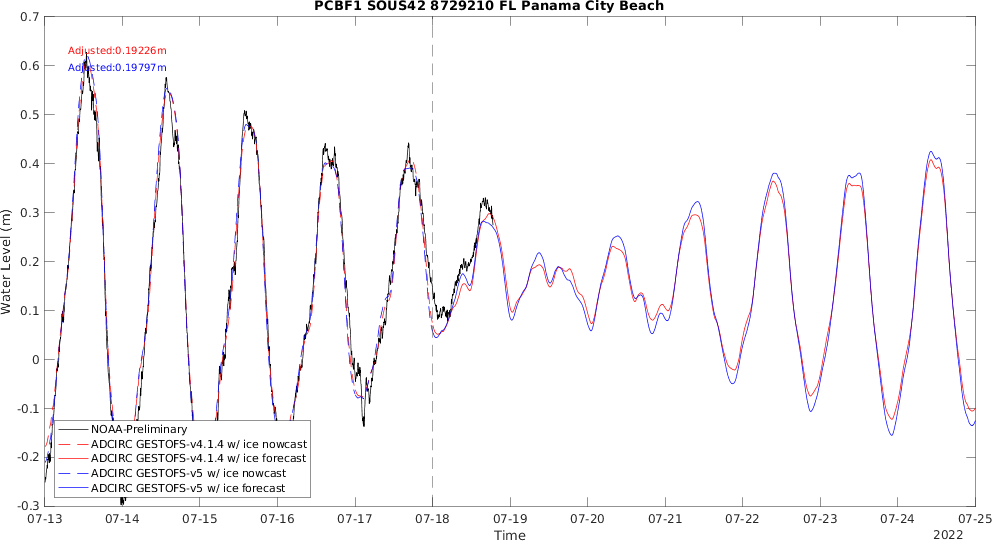 PCBF1 SOUS42 8729210 FL Panama City Beach
0.7
0.6
0.5
0.4
0.3
0.2
0.1
0
-0.1
-0.2
-0.3
Water Level (m)
Adjusted:0.19226m
Adjusted:0.19797m
NOAA-Preliminary
ADCIRC GESTOFS-v4.1.4 w/ ice nowcast
ADCIRC GESTOFS-v4.1.4 w/ ice forecast
ADCIRC GESTOFS-v5 w/ ice nowcast
ADCIRC GESTOFS-v5 w/ ice forecast
07-13 07-14 07-15 07-16 07-17 07-18 07-19 07-20 07-21 07-22 07-23 07-24 07-25
Time
2022